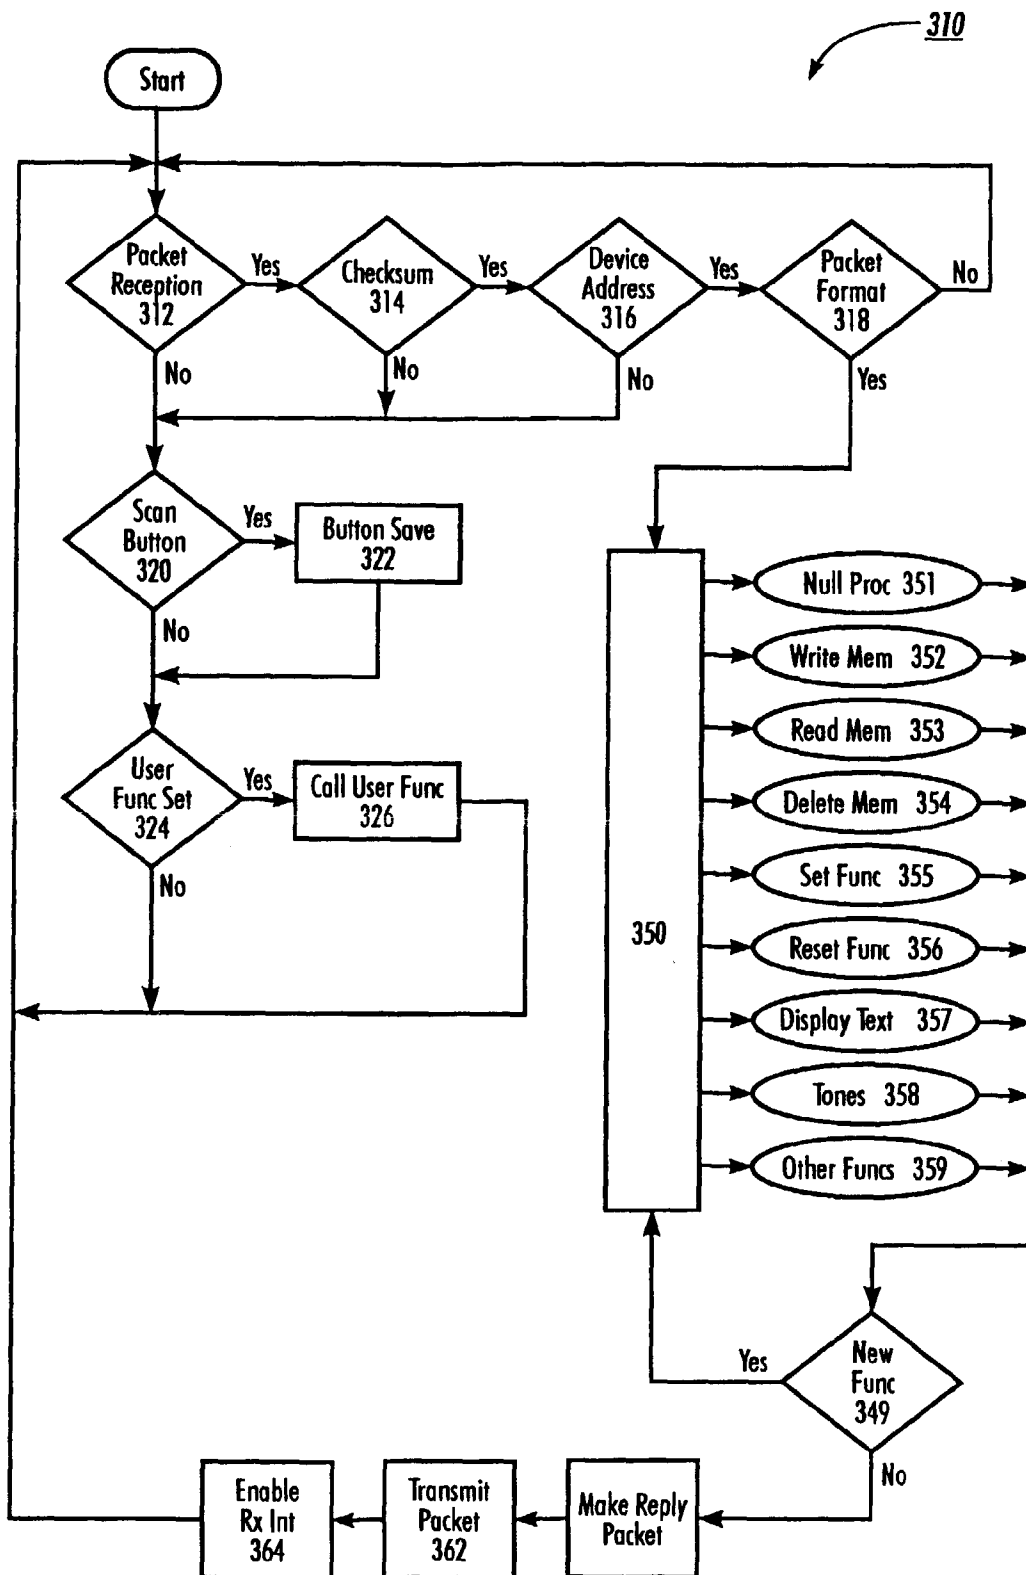 310
Start
Packet
Reception
312
Yes
No
Checksum
314
Yes
No
Device
Address
316
Yes
No
Packet
Format
318
No
Yes
Scan
Button
320
Yes
No
Button Save
322
User
Func Set
324
Yes
No
Call User Func
326
350
Null Proc 351
Write Mem 352
Read Mem 353
Delete Mem 354
Set Func 355
Reset Func 356
Display Text 357
Tones 358
Other Funcs 359
New
Func
349
Yes
No
Make Reply
Packet
Transmit
Packet
362
Enable
Rx Int
364